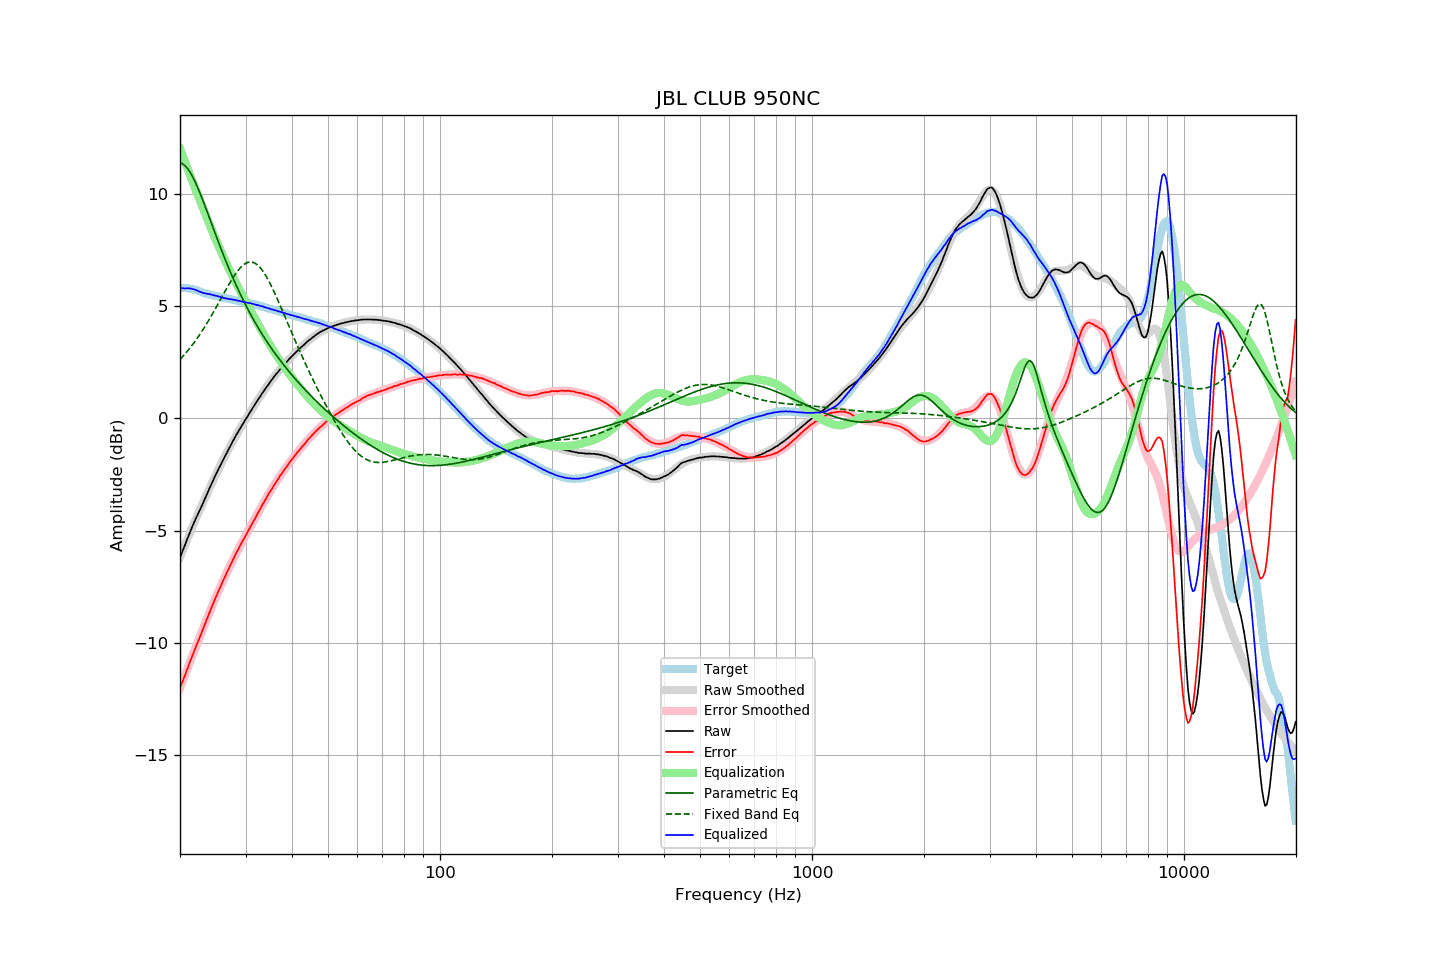 JBL CLUB 950NC
Amplitude (dBr)
10
5
0
−5
−10
−15
Target
Raw Smoothed
Error Smoothed
Raw
Error
Equalization
Parametric Eq
Fixed Band Eq
Equalized
100
1000
10000
Frequency (Hz)